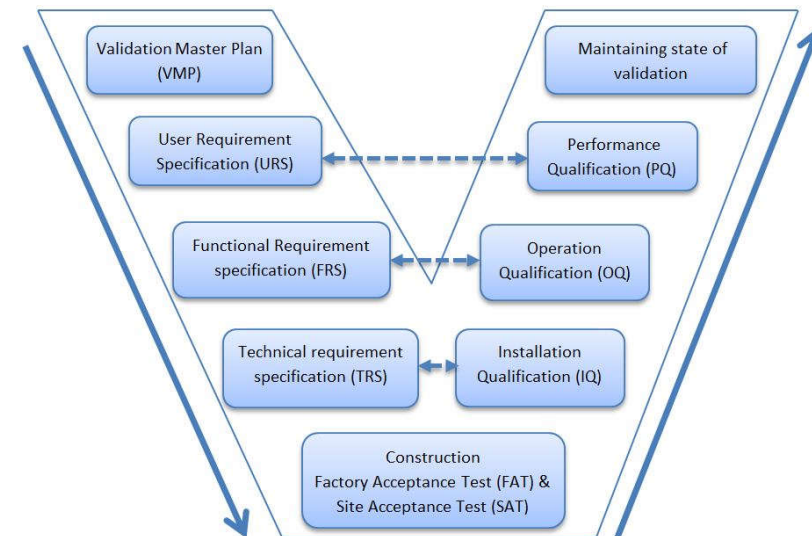 Validation Master Plan
(VMP)
Maintaining state of
validation
User Requirement
Specification (URS)
Performance
Qualification (PQ)
Functional Requirement
specification (FRS)
Operation
Qualification (OQ)
Technical requirement
specification (TRS)
Installation
Qualification (IQ)
Construction
Factory Acceptance Test (FAT) &
Site Acceptance Test (SAT)